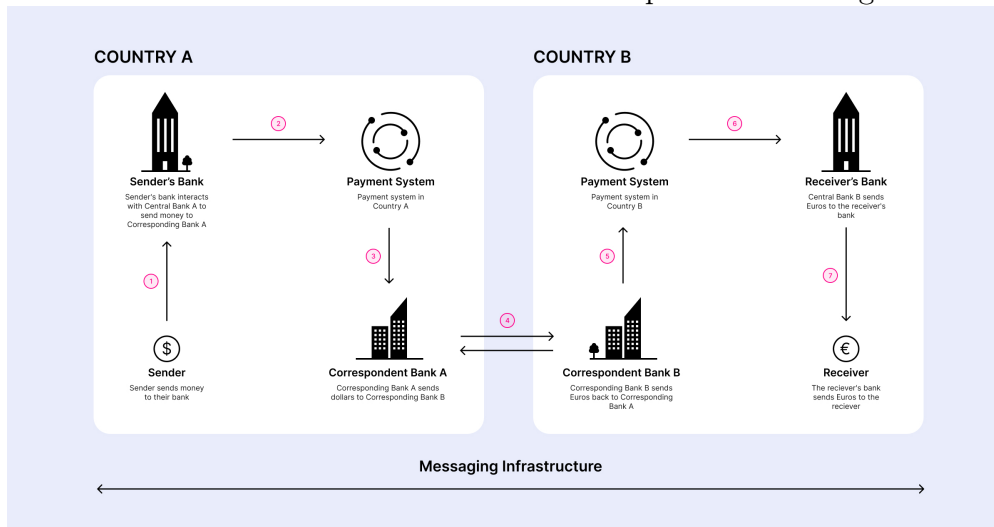 COUNTRY A
COUNTRY B
2
6
Sender's Bank
Sender's bank interacts
with Central Bank A to
send money to
Corresponding Bank A
Payment System
Payment system in
Country A
Payment System
Payment system in
Country B
Receiver's Bank
Central Bank B sends
Euros to the receiver's
bank
1
3
5
7
4
$
Sender
Sender sends money
to their bank
Correspondent Bank A
Corresponding Bank A sends
dollars to Corresponding Bank B
Correspondent Bank B
Corresponding Bank B sends
Euros back to Corresponding
Bank A
€
Receiver
The reciever's bank
sends Euros to the
reciever
Messaging Infrastructure